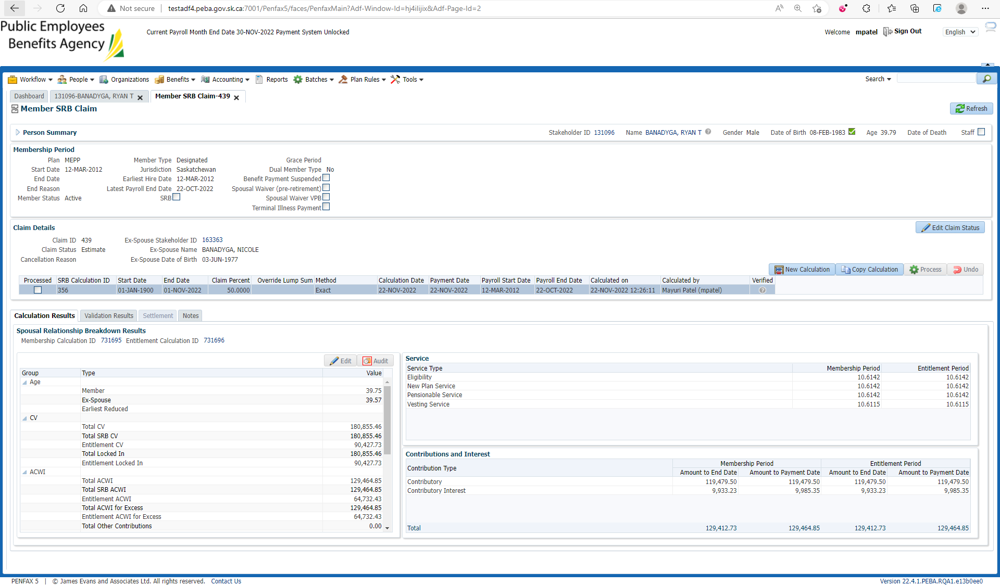 Not secure | testadf4.peba.gov.sk.ca:7001/Penfax5/faces/PenfaxMain?Adf-Window-Id=hj4ilijix&Adf-Page-Id=2
Public Employees
Benefits Agency
Current Payroll Month End Date 30-NOV-2022 Payment System Unlocked
Welcome mpatel Sign Out English
Workflow People Organizations Benefits Accounting Reports Batches Plan Rules Tools Search
Dashboard 131096-BANADYGA, RYAN T Member SRB Claim-439
Member SRB Claim Refresh
Person Summary Stakeholder ID 131096 Name BANADYGA, RYAN T Gender Male Date of Birth 08-FEB-1983 Age 39.79 Date of Death Staff
Membership Period
Plan MEPP Member Type Designated Grace Period
Start Date 12-MAR-2012 Jurisdiction Saskatchewan Dual Member Type No
End Date Earliest Hire Date 12-MAR-2012 Benefit Payment Suspended
End Reason Latest Payroll End Date 22-OCT-2022 Spousal Waiver (pre-retirement)
Member Status Active SRB Spousal Waiver VPB
Terminal Illness Payment
Claim Details Edit Claim Status
Claim ID 439 Ex-Spouse Stakeholder ID 163363
Claim Status Estimate Ex-Spouse Name BANADYGA, NICOLE
Cancellation Reason Ex-Spouse Date of Birth 03-JUN-1977
New Calculation Copy Calculation Process Undo
Processed SRB Calculation ID Start Date End Date Claim Percent Override Lump Sum Method Calculation Date Payment Date Payroll Start Date Payroll End Date Calculated on Calculated by Verified
356 01-JAN-1900 01-NOV-2022 50.0000 Exact 22-NOV-2022 22-NOV-2022 12-MAR-2012 22-OCT-2022 22-NOV-2022 12:26:11 Mayuri Patel (mpatel)
Calculation Results Validation Results Settlement Notes
Spousal Relationship Breakdown Results
Membership Calculation ID 731695 Entitlement Calculation ID 731696
Edit Audit
Group Type Value
Age
Member 39.75
Ex-Spouse 39.57
Earliest Reduced
CV
Total CV 180,855.46
Total SRB CV 180,855.46
Entitlement CV 90,427.73
Total Locked In 180,855.46
Entitlement Locked In 90,427.73
ACWI
Total ACWI 129,464.85
Total SRB ACWI 129,464.85
Entitlement ACWI 64,732.43
Total ACWI for Excess 129,464.85
Entitlement ACWI for Excess 64,732.43
Total Other Contributions 0.00
Service
Service Type Membership Period Entitlement Period
Eligibility 10.6142 10.6142
New Plan Service 10.6142 10.6142
Pensionable Service 10.6142 10.6142
Vesting Service 10.6115 10.6115
Contributions and Interest
Contribution Type Membership Period Entitlement Period
Amount to End Date Amount to Payment Date Amount to End Date Amount to Payment Date
Contributory 119,479.50 119,479.50 119,479.50 119,479.50
Contributory Interest 9,933.23 9,985.35 9,933.23 9,985.35
Total 129,412.73 129,464.85 129,412.73 129,464.85
PENFAX 5 | © James Evans and Associates Ltd. All rights reserved. Contact Us Version 22.4.1.PEBA.RQA1.e13b0ee0